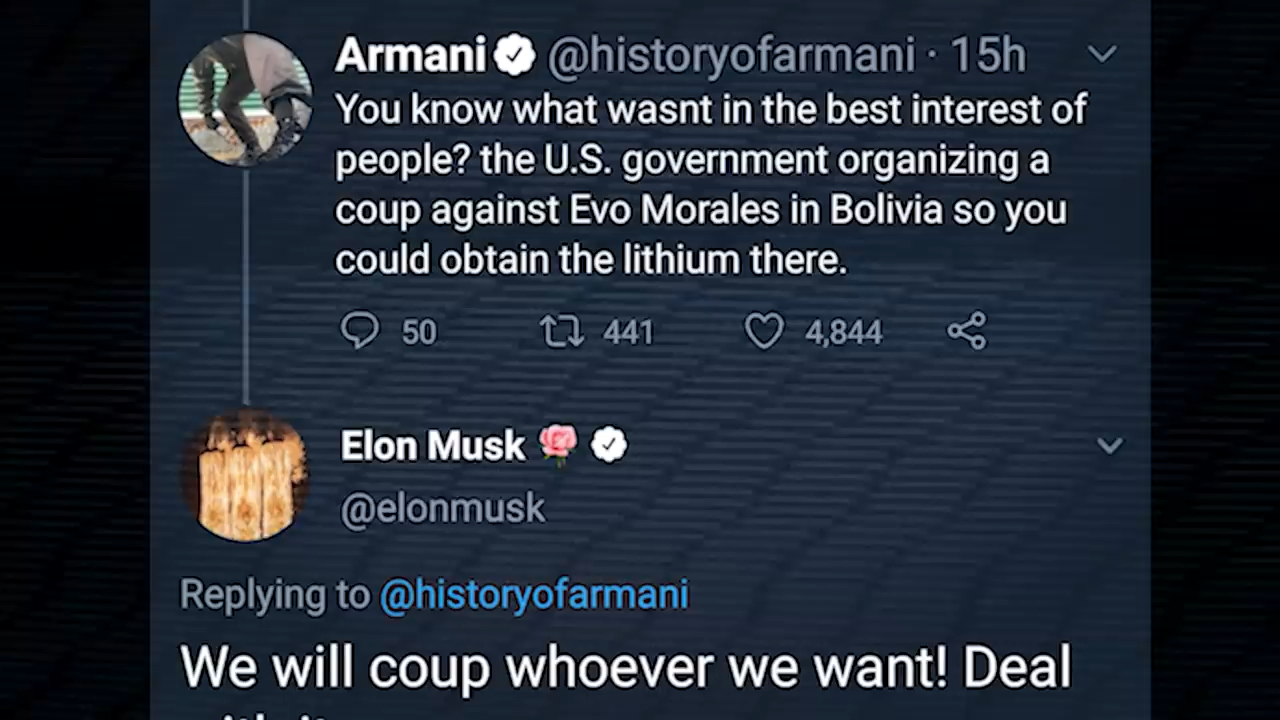 Armani @historyofarmani · 15h
You know what wasnt in the best interest of
people? the U.S. government organizing a
coup against Evo Morales in Bolivia so you
could obtain the lithium there.
50 441 4,844
Elon Musk
@elonmusk
Replying to @historyofarmani
We will coup whoever we want! Deal